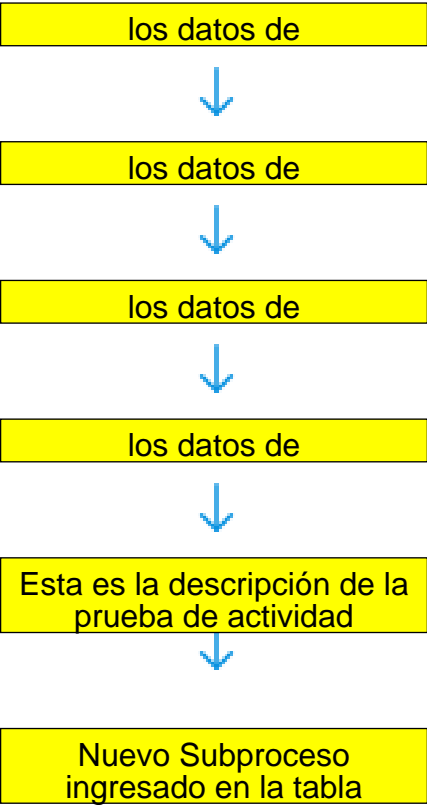 los datos de
los datos de
los datos de
los datos de
Esta es la descripción de la
prueba de actividad
Nuevo Subproceso
ingresado en la tabla